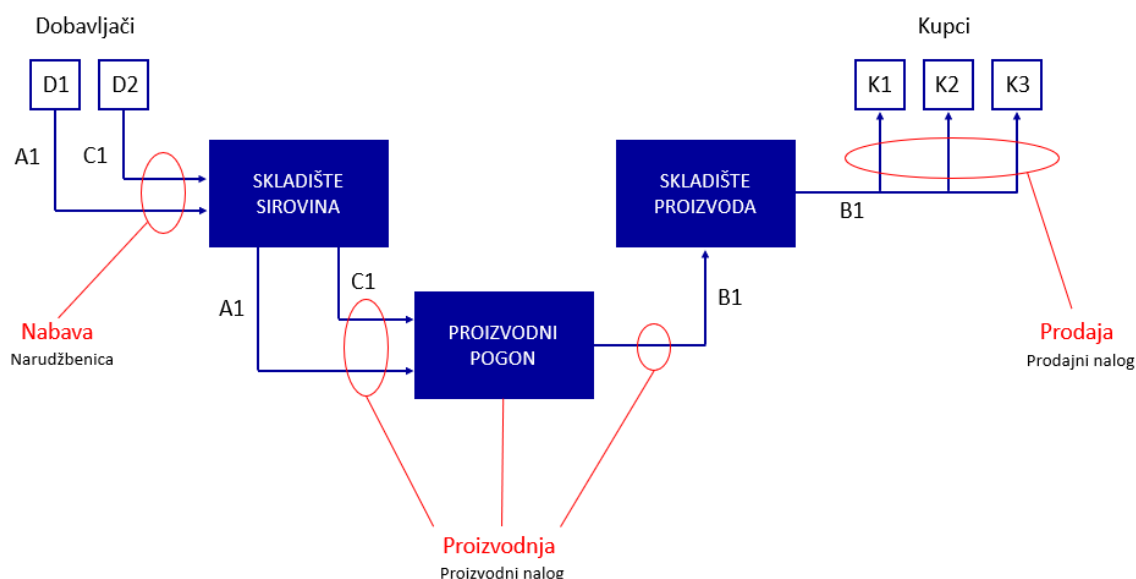 Dobavljači
Kupci
D1
D2
K1
K2
K3
A1
C1
SKLADIŠTE
SIROVINA
SKLADIŠTE
PROIZVODA
B1
A1
C1
B1
Nabava
Narudžbenica
PROIZVODNI
POGON
Prodaja
Prodajni nalog
Proizvodnja
Proizvodni nalog